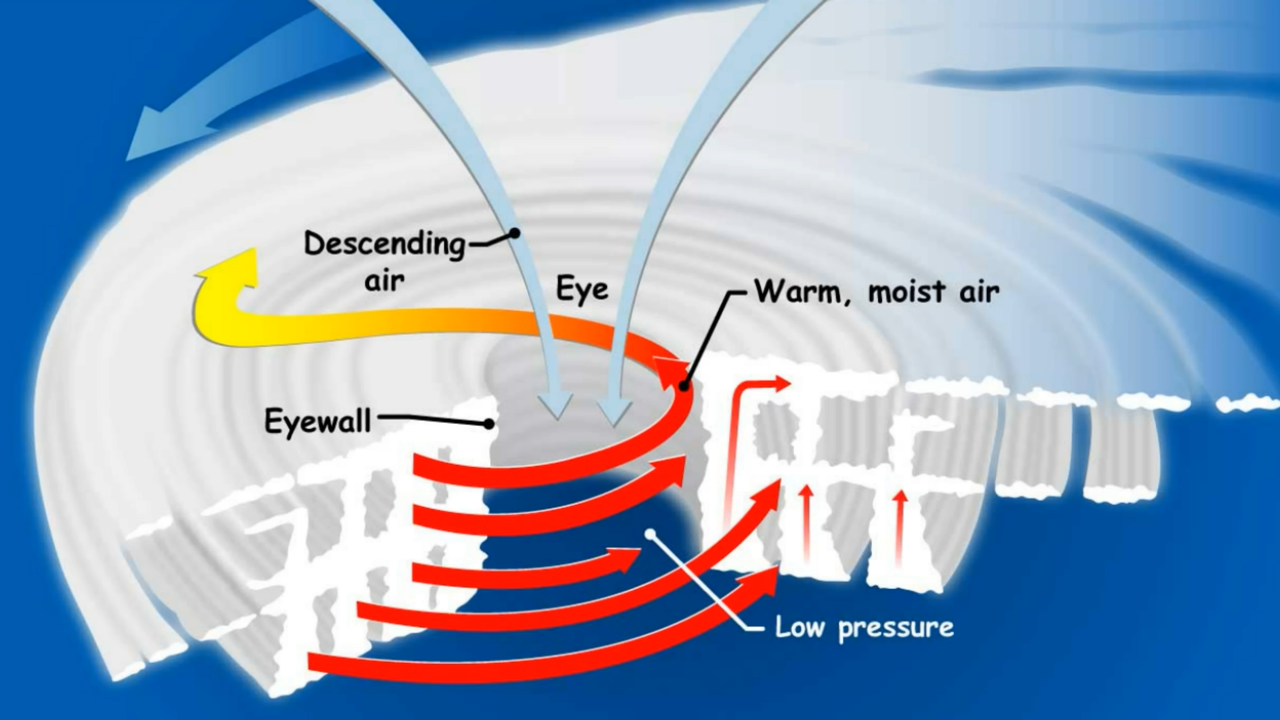 Descending
air
Eye
Warm, moist air
Eyewall
Low pressure